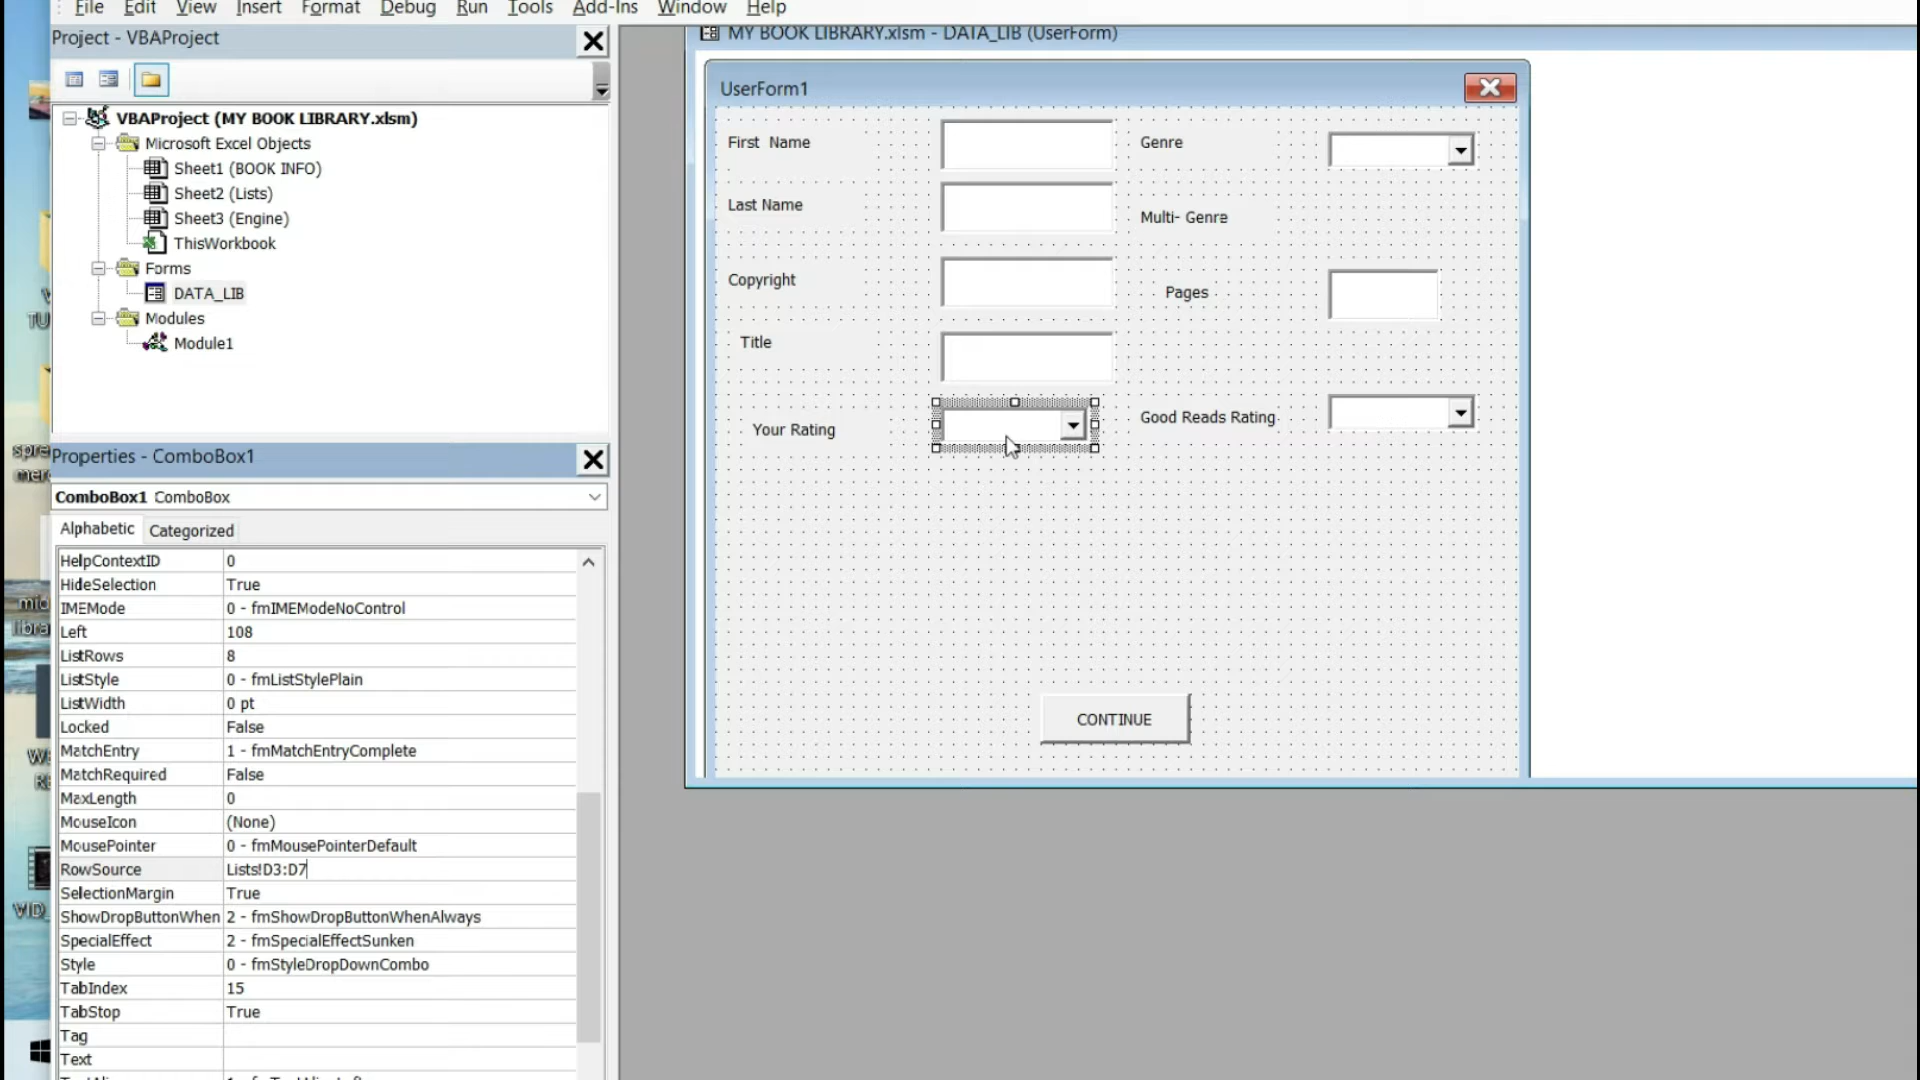 File Edit View Insert Format Debug Run Tools Add-Ins Window Help
Project - VBAProject
VBAProject (MY BOOK LIBRARY.xlsm)
Microsoft Excel Objects
Sheet1 (BOOK INFO)
Sheet2 (Lists)
Sheet3 (Engine)
ThisWorkbook
Forms
DATA_LIB
Modules
Module1
Properties - ComboBox1
ComboBox1 ComboBox
Alphabetic Categorized
HelpContextID 0
HideSelection True
IMEMode 0 - fmIMEModeNoControl
Left 108
ListRows 8
ListStyle 0 - fmListStylePlain
ListWidth 0 pt
Locked False
MatchEntry 1 - fmMatchEntryComplete
MatchRequired False
MaxLength 0
MouseIcon (None)
MousePointer 0 - fmMousePointerDefault
RowSource Lists!D3:D7
SelectionMargin True
ShowDropButtonWhen 2 - fmShowDropButtonWhenAlways
SpecialEffect 2 - fmSpecialEffectSunken
Style 0 - fmStyleDropDownCombo
TabIndex 15
TabStop True
Tag
Text
MY BOOK LIBRARY.xlsm - DATA_LIB (UserForm)
UserForm1
First Name
Genre
Last Name
Multi- Genre
Copyright
Pages
Title
Your Rating
Good Reads Rating
CONTINUE